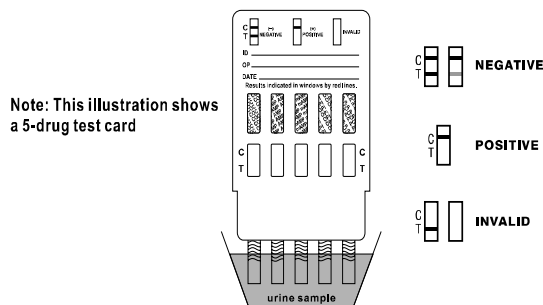 C (–) (+)
T NEGATIVE POSITIVE INVALID
ID
OP
DATE
Results indicated in windows by red lines.
Note: This illustration shows
a 5-drug test card
C C
T T
urine sample
C
T
NEGATIVE
C
T
POSITIVE
C
T
INVALID